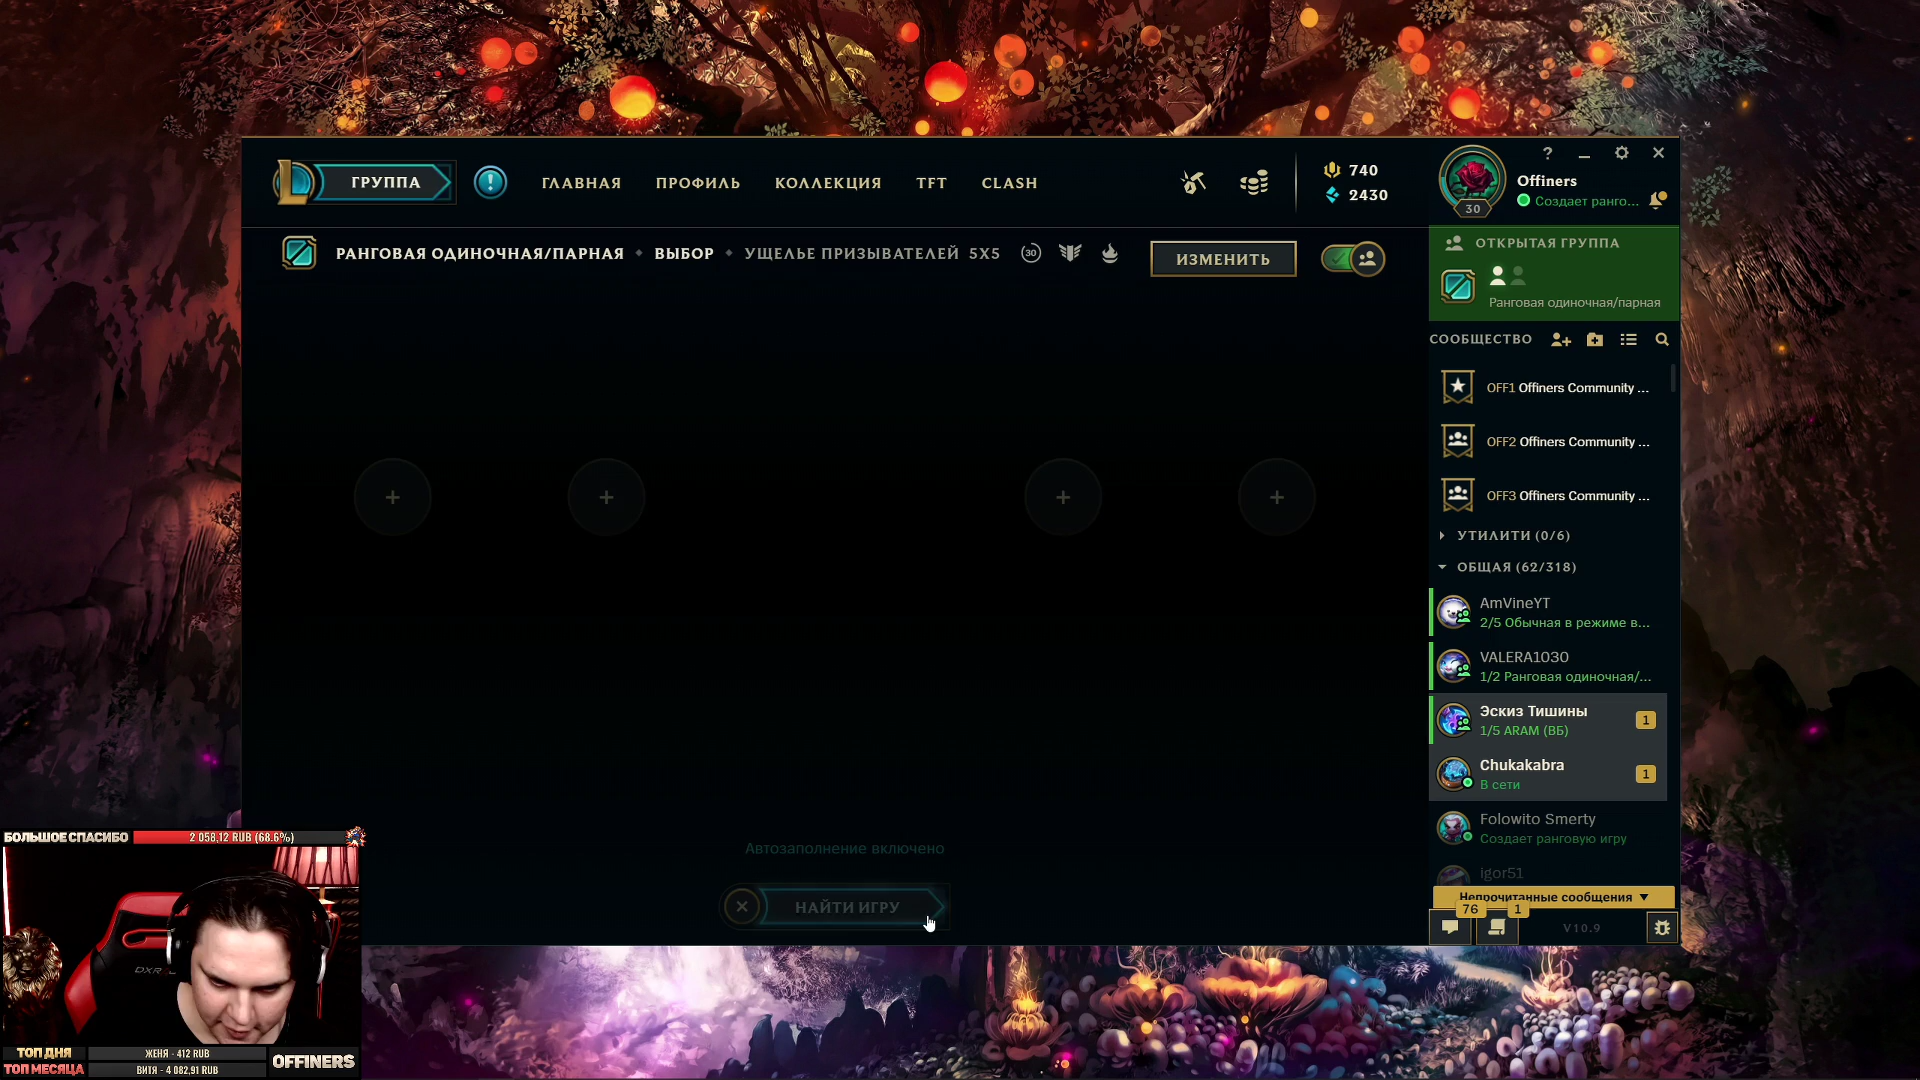 ГРУППА
ГЛАВНАЯ
ПРОФИЛЬ
КОЛЛЕКЦИЯ
TFT
CLASH
740
2430
30
Offiners
Создает ранго...
РАНГОВАЯ ОДИНОЧНАЯ/ПАРНАЯ ВЫБОР УЩЕЛЬЕ ПРИЗЫВАТЕЛЕЙ 5X5
30
ИЗМЕНИТЬ
ОТКРЫТАЯ ГРУППА
Ранговая одиночная/парная
СООБЩЕСТВО
OFF1 Offiners Community ...
OFF2 Offiners Community ...
OFF3 Offiners Community ...
УТИЛИТИ (0/6)
ОБЩАЯ (62/318)
AmVineYT
2/5 Обычная в режиме в...
VALERA1030
1/2 Ранговая одиночная/...
Эскиз Тишины
1/5 ARAM (ВБ)
1
Chukakabra
В сети
1
Folowito Smerty
Создает ранговую игру
igor51
Непрочитанные сообщения
76
1
V10.9
Автозаполнение включено
НАЙТИ ИГРУ
БОЛЬШОЕ СПАСИБО
2 058,12 RUB (68.6%)
ТОП ДНЯ
ЖЕНЯ - 412 RUB
ТОП МЕСЯЦА
ВИТЯ - 4 082,91 RUB
OFFINERS